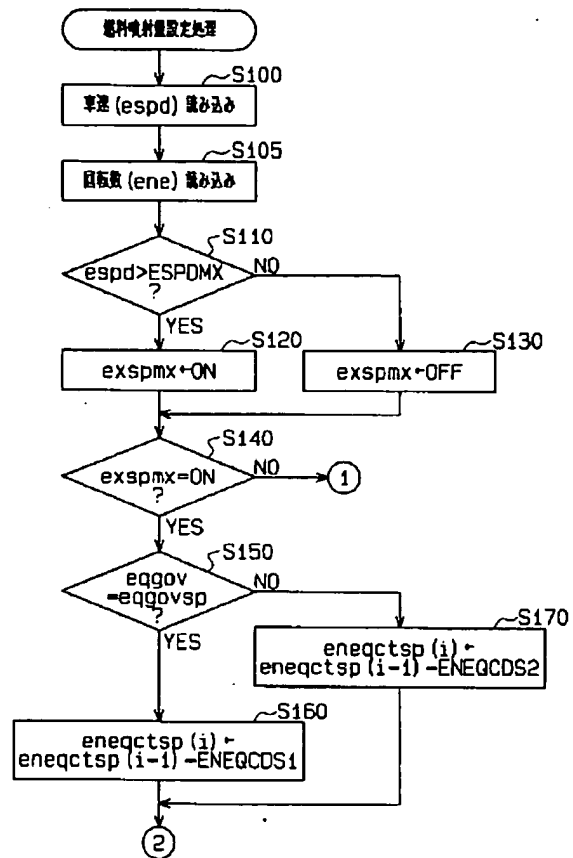 燃料噴射量設定処理
S100
車速(espd) 読み込み
S105
回転数(ene) 読み込み
S110
espd>ESPDMX
?
NO
YES
S120
exspmx←ON
S130
exspmx←OFF
S140
exspmx=ON
?
NO
1
YES
S150
eqgov
=eqgovsp
?
NO
YES
S170
eneqctsp(i)←
eneqctsp(i-1)-ENEQCDS2
S160
eneqctsp(i)←
eneqctsp(i-1)-ENEQCDS1
2